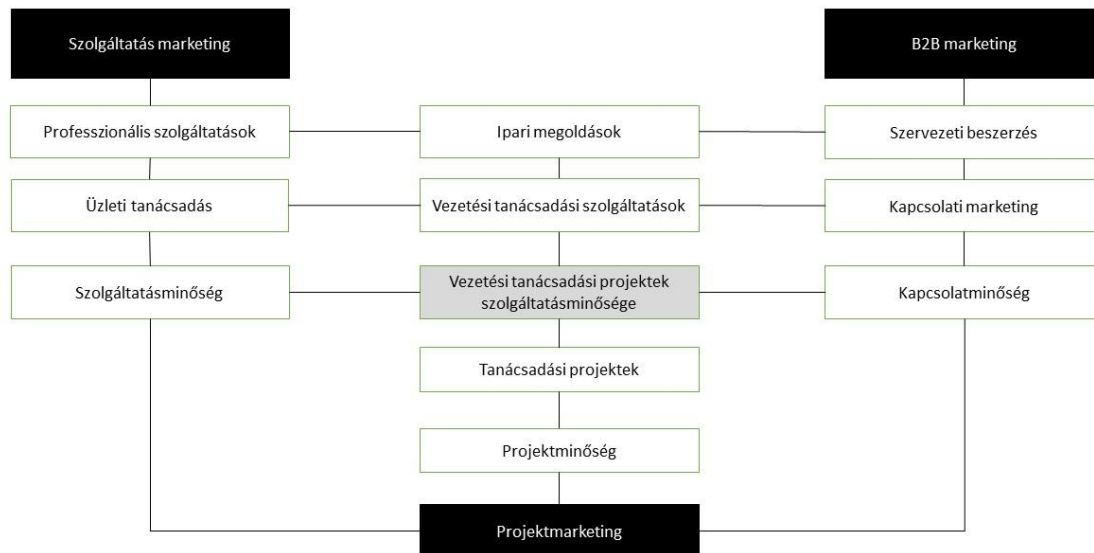 Szolgáltatás marketing
B2B marketing
Professzionális szolgáltatások
Ipari megoldások
Szervezeti beszerzés
Üzleti tanácsadás
Vezetési tanácsadási szolgáltatások
Kapcsolati marketing
Szolgáltatásminőség
Vezetési tanácsadási projektek
szolgáltatásminősége
Kapcsolatminőség
Tanácsadási projektek
Projektminőség
Projektmarketing